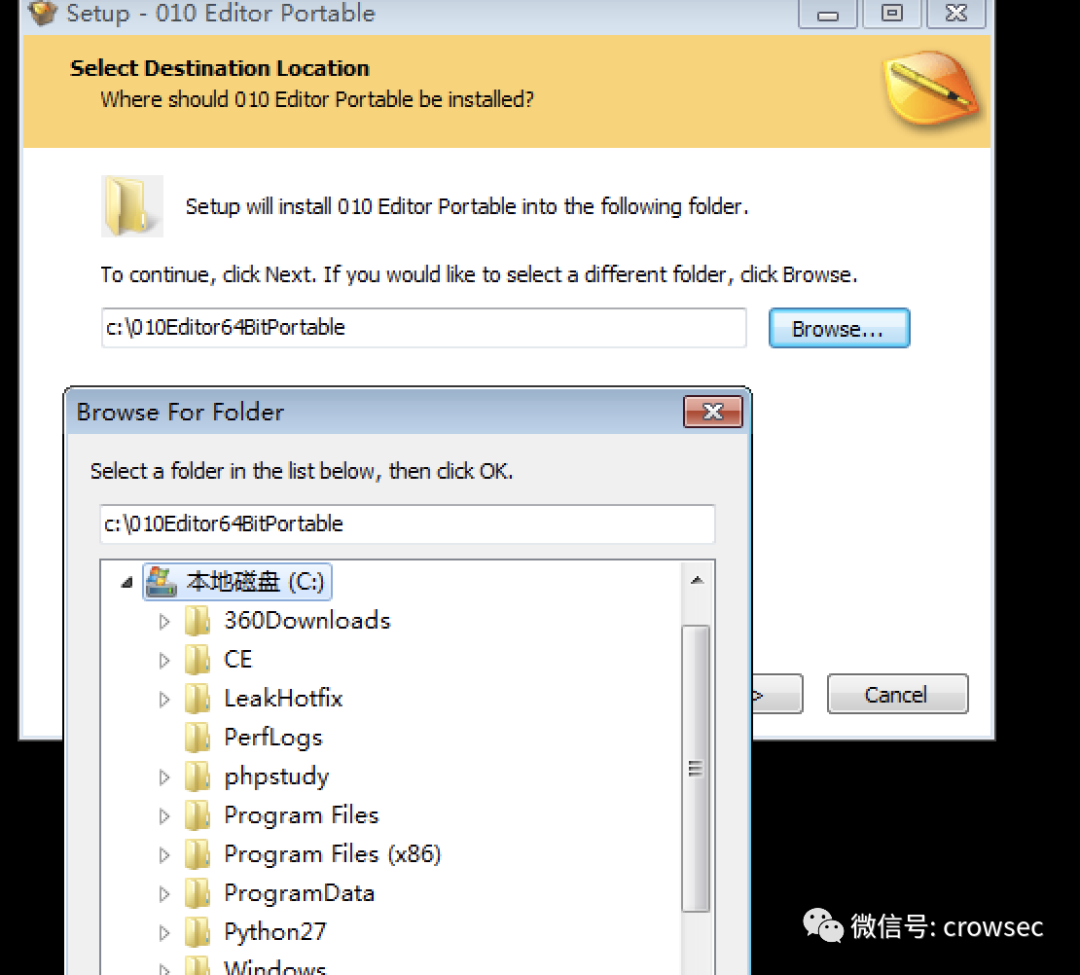 Setup - 010 Editor Portable
Select Destination Location
Where should 010 Editor Portable be installed?
Setup will install 010 Editor Portable into the following folder.
To continue, click Next. If you would like to select a different folder, click Browse.
c:\010Editor64BitPortable
Browse...
Browse For Folder
Select a folder in the list below, then click OK.
c:\010Editor64BitPortable
本地磁盘 (C:)
360Downloads
CE
LeakHotfix
>
Cancel
PerfLogs
phpstudy
Program Files
Program Files (x86)
ProgramData
Python27
Windows
微信号: crowsec